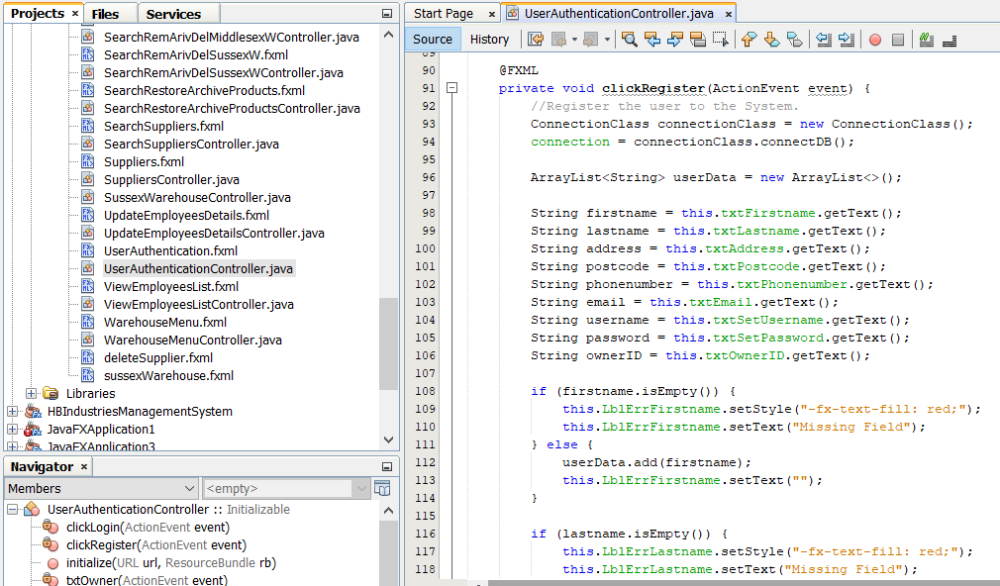 Projects × Files Services
SearchRemArivDelMiddlesexWController.java
SearchRemArivDelSussexW.fxml
SearchRemArivDelSussexWController.java
SearchRestoreArchiveProducts.fxml
SearchRestoreArchiveProductsController.java
SearchSuppliers.fxml
SearchSuppliersController.java
Suppliers.fxml
SuppliersController.java
SussexWarehouseController.java
UpdateEmployeesDetails.fxml
UpdateEmployeesDetailsController.java
UserAuthentication.fxml
UserAuthenticationController.java
ViewEmployeesList.fxml
ViewEmployeesListController.java
WarehouseMenu.fxml
WarehouseMenuController.java
deleteSupplier.fxml
sussexWarehouse.fxml
Libraries
HBIndustriesManagementSystem
JavaFXApplication1
JavaFXApplication3
Navigator ×
Members <empty>
UserAuthenticationController :: Initializable
clickLogin(ActionEvent event)
clickRegister(ActionEvent event)
initialize(URL url, ResourceBundle rb)
txtOwner(ActionEvent event)
Start Page × UserAuthenticationController.java ×
Source History
89
90 @FXML
91 private void clickRegister(ActionEvent event) {
92 //Register the user to the System.
93 ConnectionClass connectionClass = new ConnectionClass();
94 connection = connectionClass.connectDB();
95
96 ArrayList<String> userData = new ArrayList<>();
97
98 String firstname = this.txtFirstname.getText();
99 String lastname = this.txtLastname.getText();
100 String address = this.txtAddress.getText();
101 String postcode = this.txtPostcode.getText();
102 String phonenumber = this.txtPhonenumber.getText();
103 String email = this.txtEmail.getText();
104 String username = this.txtSetUsername.getText();
105 String password = this.txtSetPassword.getText();
106 String ownerID = this.txtOwnerID.getText();
107
108 if (firstname.isEmpty()) {
109 this.LblErrFirstname.setStyle("-fx-text-fill: red;");
110 this.LblErrFirstname.setText("Missing Field");
111 } else {
112 userData.add(firstname);
113 this.LblErrFirstname.setText("");
114 }
115
116 if (lastname.isEmpty()) {
117 this.LblErrLastname.setStyle("-fx-text-fill: red;");
118 this.LblErrLastname.setText("Missing Field");